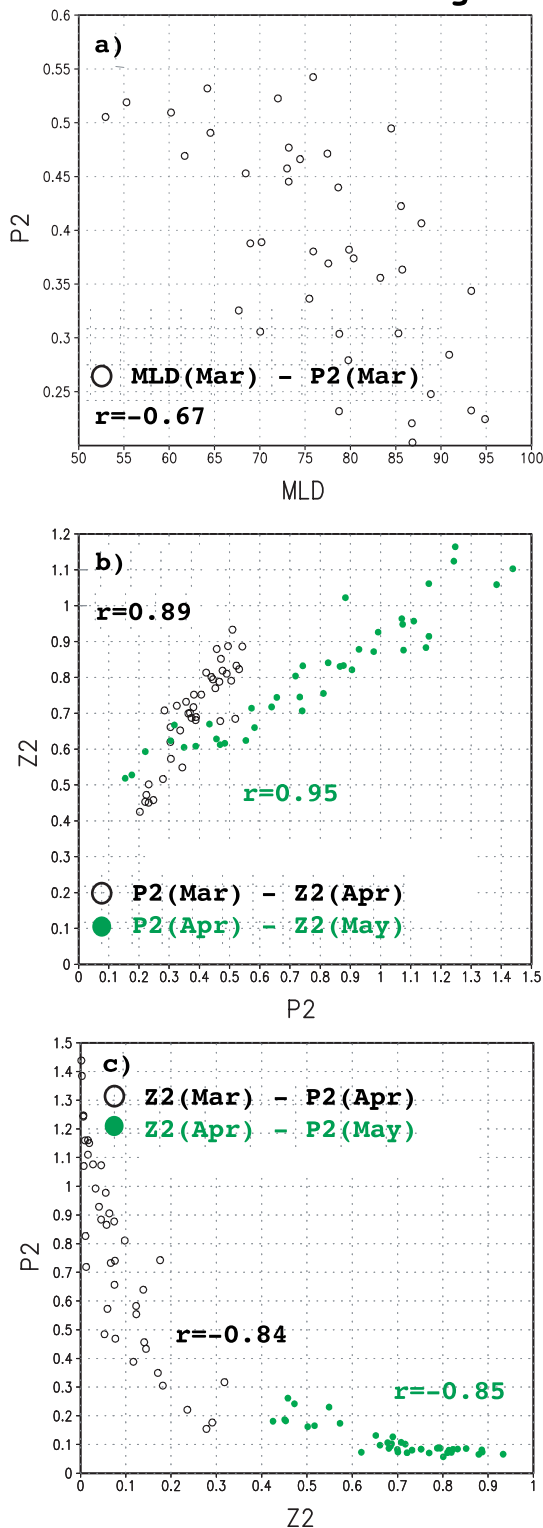 g
0.6
a)
0.55
0.5
0.45
0.4
P2
0.35
0.3
MLD(Mar) - P2(Mar)
0.25
r=-0.67
50 55 60 65 70 75 80 85 90 95 100
MLD
1.2
b)
1.1
1
r=0.89
0.9
0.8
0.7
Z2
0.6
0.5
r=0.95
0.4
0.3
0.2
P2(Mar) - Z2(Apr)
0.1
P2(Apr) - Z2(May)
0
0 0.1 0.2 0.3 0.4 0.5 0.6 0.7 0.8 0.9 1 1.1 1.2 1.3 1.4 1.5
P2
1.5
c)
1.4
1.3
Z2(Mar) - P2(Apr)
1.2
Z2(Apr) - P2(May)
1.1
1
0.9
0.8
P2
0.7
0.6
0.5
r=-0.84
0.4
0.3
r=-0.85
0.2
0.1
0
0 0.1 0.2 0.3 0.4 0.5 0.6 0.7 0.8 0.9 1
Z2